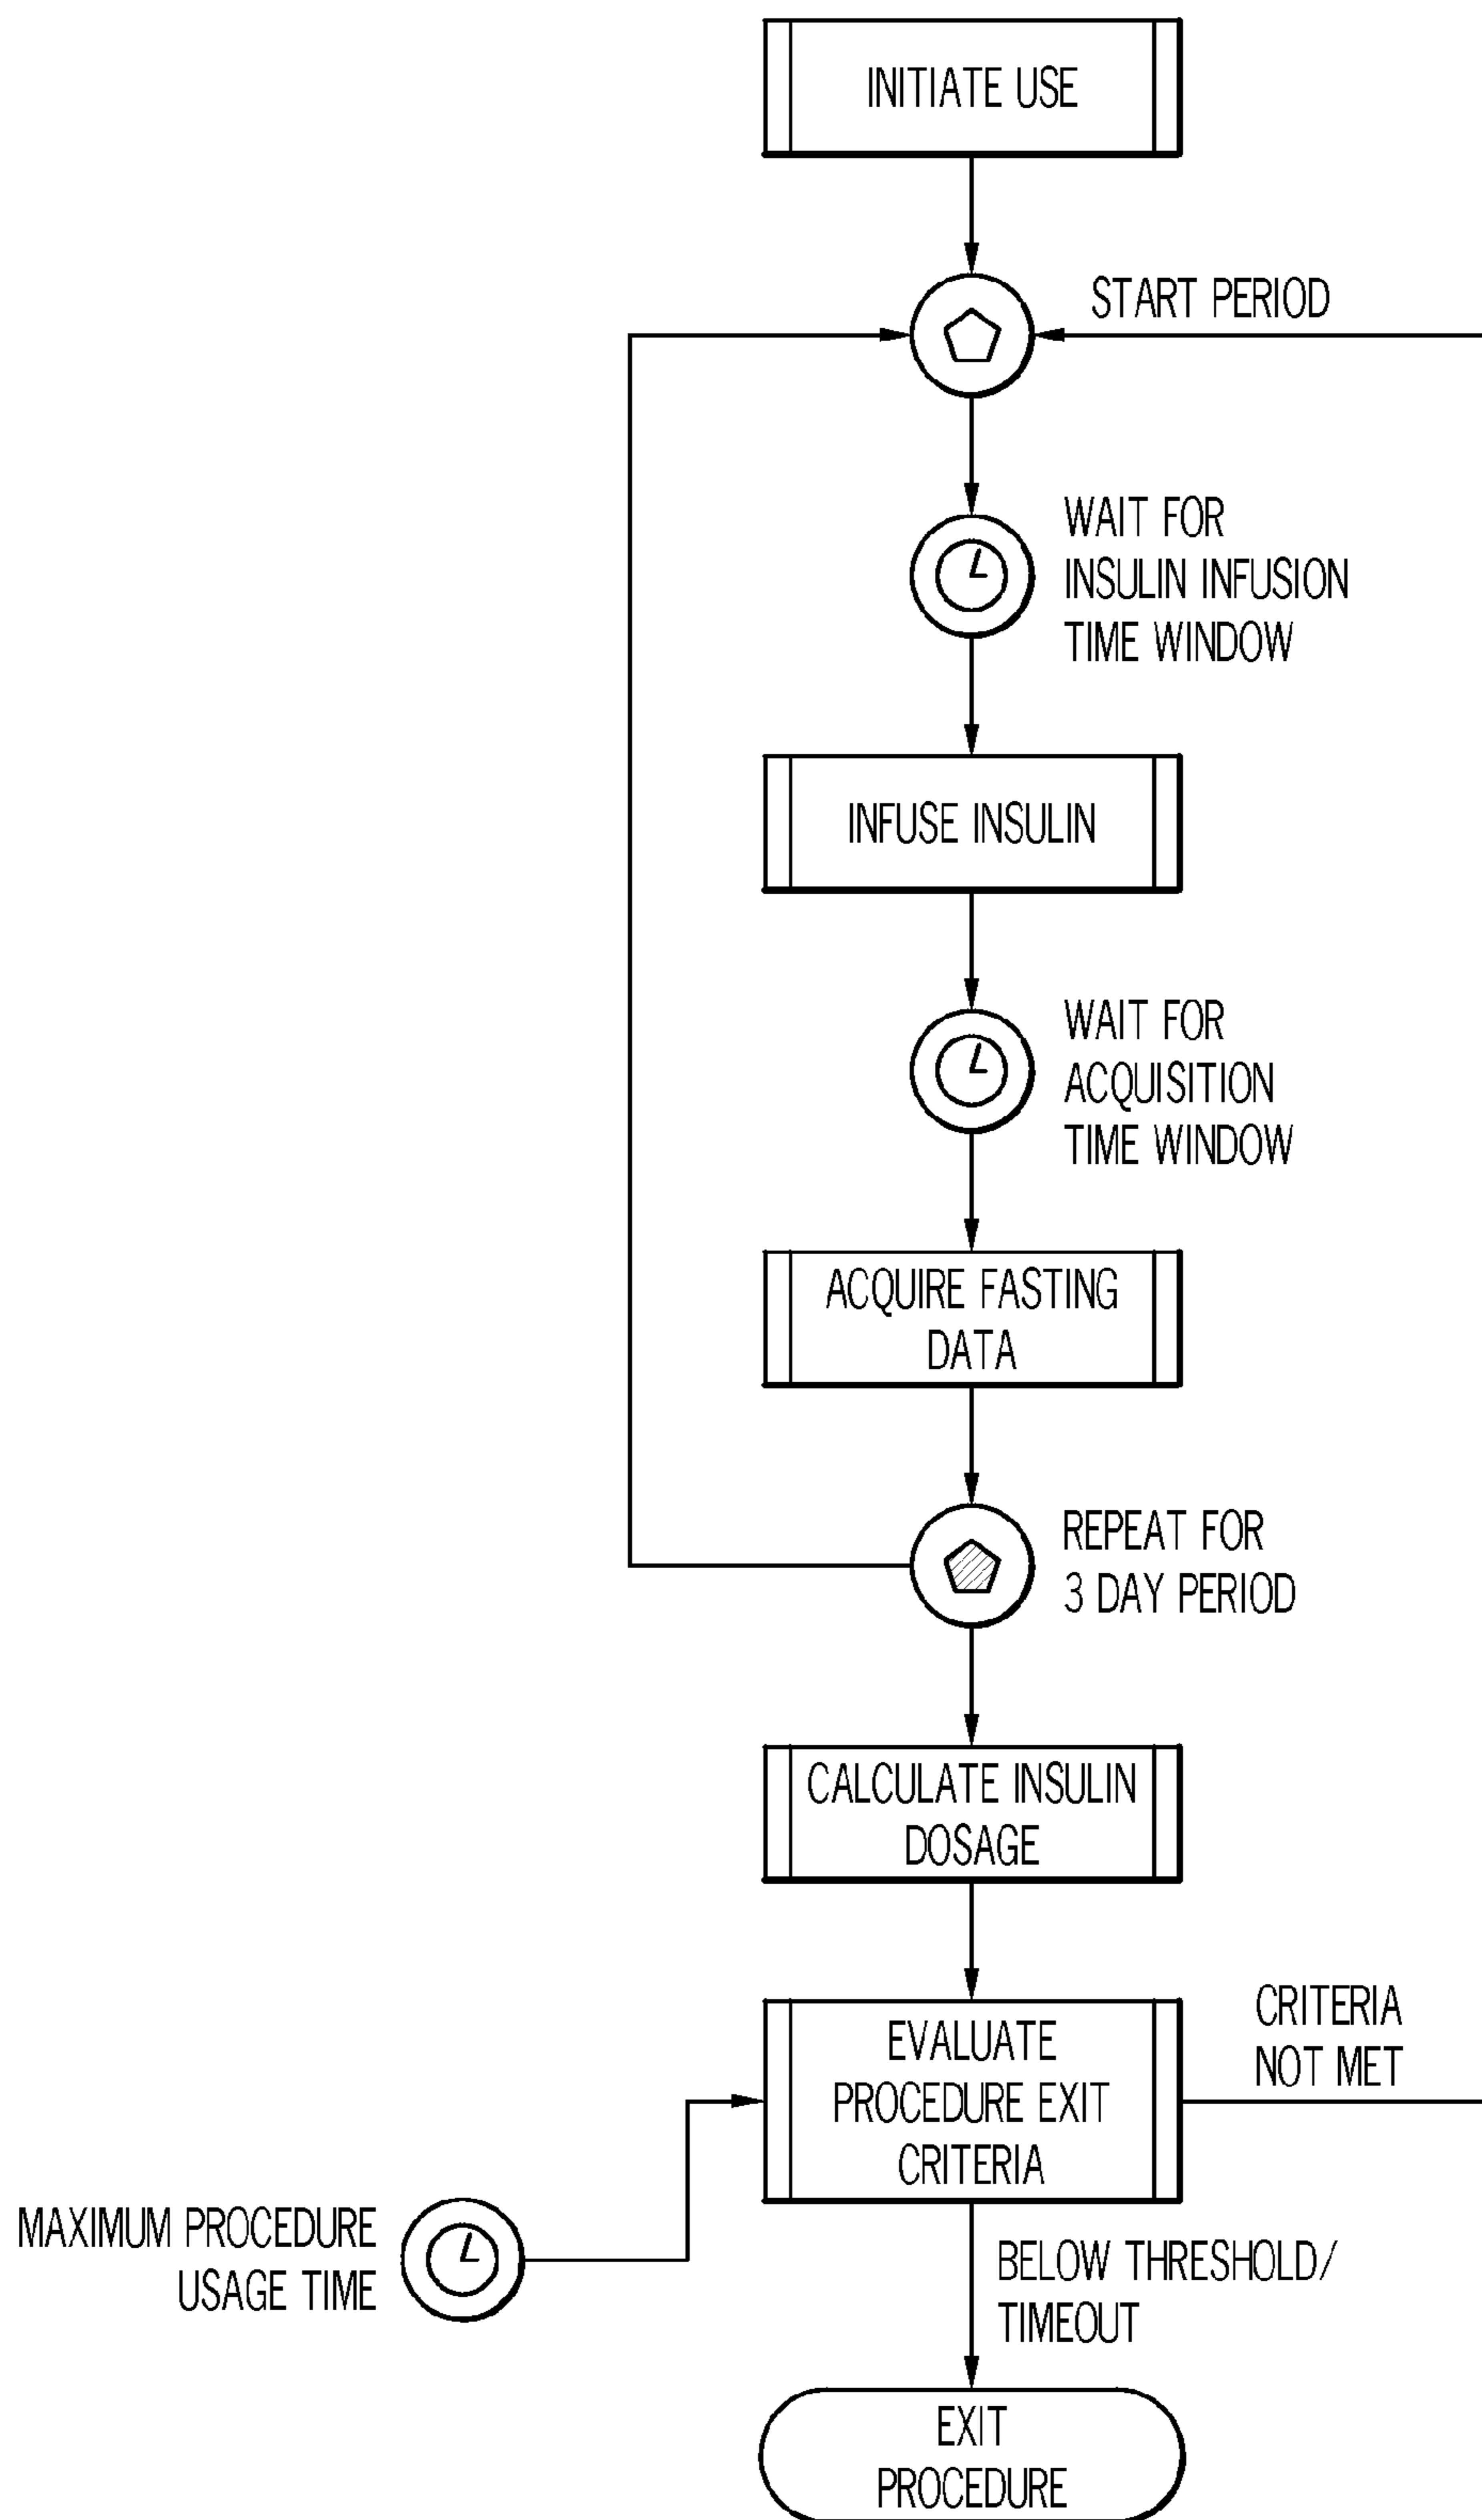 INITIATE USE
START PERIOD
WAIT FOR
INSULIN INFUSION
TIME WINDOW
INFUSE INSULIN
WAIT FOR
ACQUISITION
TIME WINDOW
ACQUIRE FASTING
DATA
REPEAT FOR
3 DAY PERIOD
CALCULATE INSULIN
DOSAGE
EVALUATE
PROCEDURE EXIT
CRITERIA
CRITERIA
NOT MET
MAXIMUM PROCEDURE
USAGE TIME
BELOW THRESHOLD/
TIMEOUT
EXIT
PROCEDURE